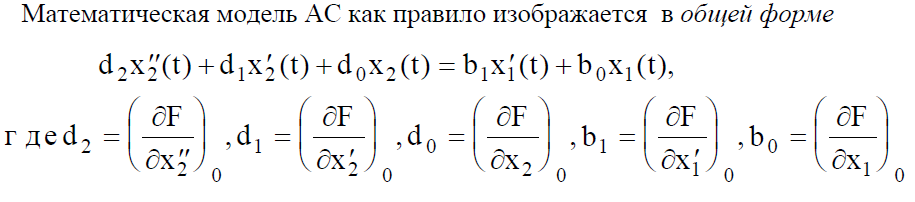 Математическая модель АС как правило изображается в общей форме
d₂x₂″(t) + d₁x₂′(t) + d₀x₂(t) = b₁x₁′(t) + b₀x₁(t),
г де d₂ = (∂F/∂x₂″)₀, d₁ = (∂F/∂x₂′)₀, d₀ = (∂F/∂x₂)₀, b₁ = (∂F/∂x₁′)₀, b₀ = (∂F/∂x₁)₀